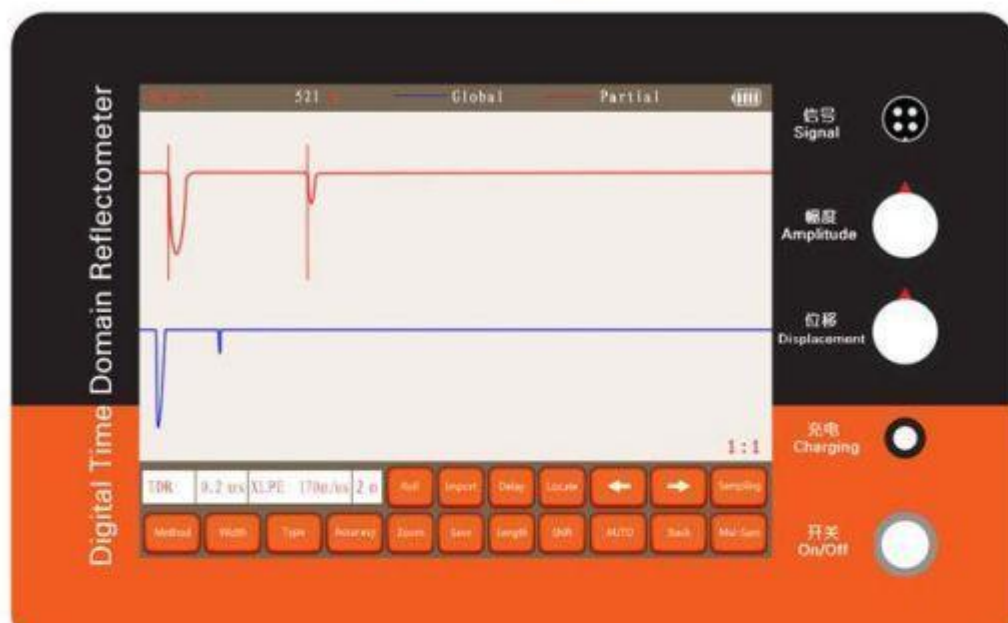 Digital Time Domain Reflectometer
521
Global
Partial
信号
Signal
幅度
Amplitude
位移
Displacement
充电
Charging
开关
On/Off
1:1
TDR
0.2 us
XLPE 170m/us
2 m
Roll
Import
Delay
Locate
Sampling
Method
Width
Type
Accuracy
Zoom
Save
Length
AUTO
Back
Mul-Sam